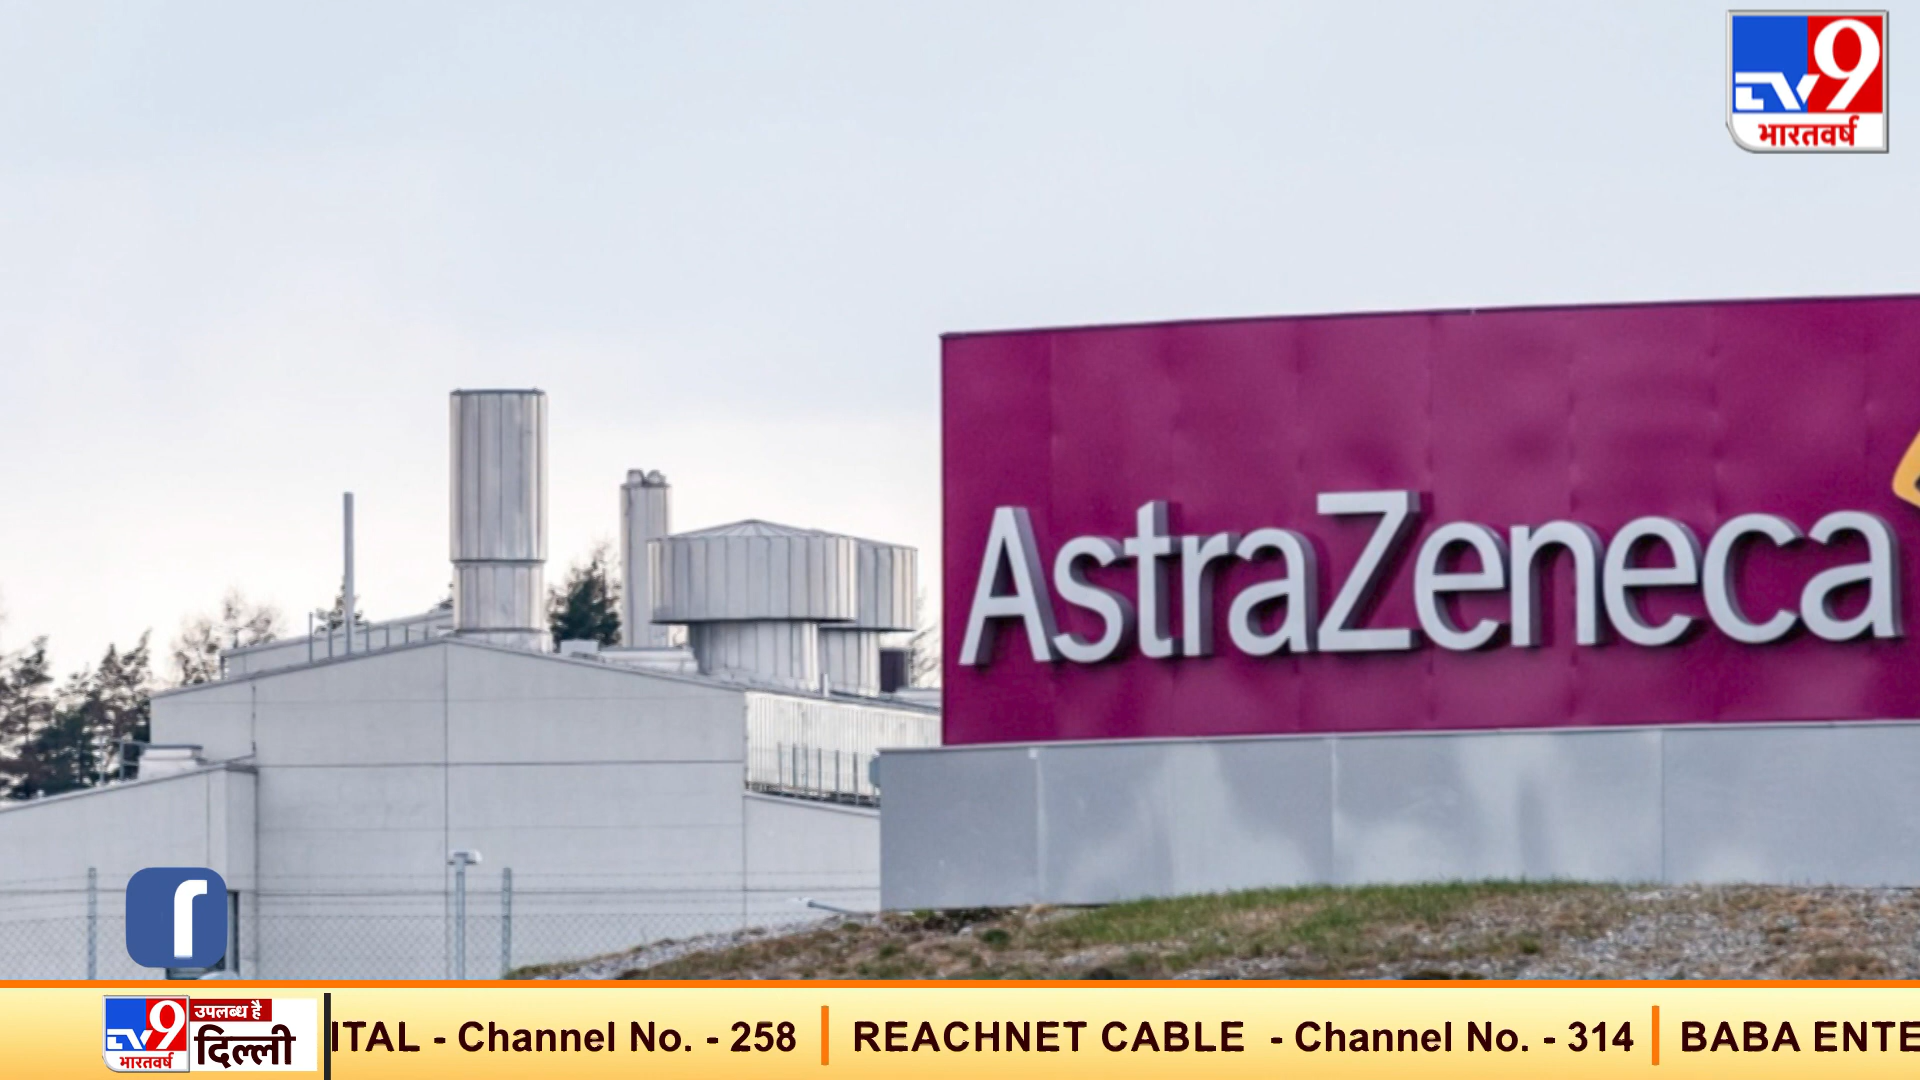 TV9
भारतवर्ष
AstraZeneca
TV9
भारतवर्ष
उपलब्ध है
दिल्ली
ITAL - Channel No. - 258
REACHNET CABLE - Channel No. - 314
BABA ENTE